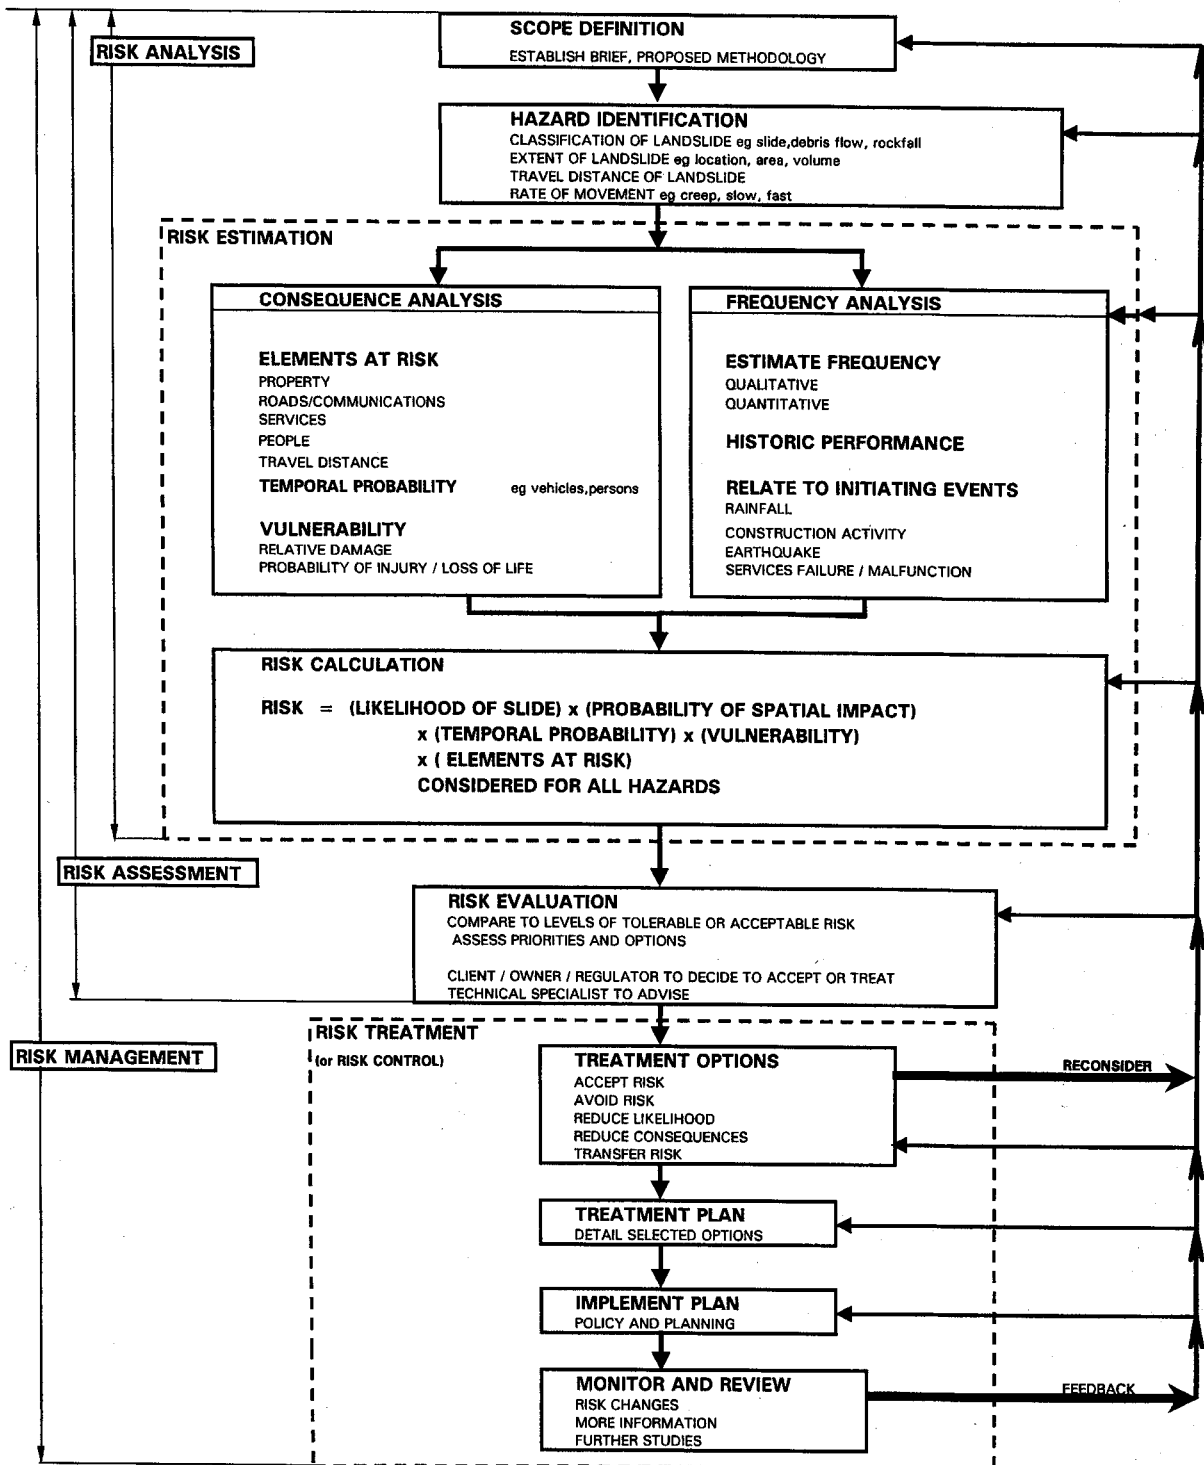 SCOPE DEFINITION
ESTABLISH BRIEF, PROPOSED METHODOLOGY
RISK ANALYSIS
HAZARD IDENTIFICATION
CLASSIFICATION OF LANDSLIDE eg slide,debris flow, rockfall
EXTENT OF LANDSLIDE eg location, area, volume
TRAVEL DISTANCE OF LANDSLIDE
RATE OF MOVEMENT eg creep, slow, fast
RISK ESTIMATION
CONSEQUENCE ANALYSIS
ELEMENTS AT RISK
PROPERTY
ROADS/COMMUNICATIONS
SERVICES
PEOPLE
TRAVEL DISTANCE
TEMPORAL PROBABILITY eg vehicles,persons
VULNERABILITY
RELATIVE DAMAGE
PROBABILITY OF INJURY / LOSS OF LIFE
FREQUENCY ANALYSIS
ESTIMATE FREQUENCY
QUALITATIVE
QUANTITATIVE
HISTORIC PERFORMANCE
RELATE TO INITIATING EVENTS
RAINFALL
CONSTRUCTION ACTIVITY
EARTHQUAKE
SERVICES FAILURE / MALFUNCTION
RISK CALCULATION
RISK = (LIKELIHOOD OF SLIDE) x (PROBABILITY OF SPATIAL IMPACT)
x (TEMPORAL PROBABILITY) x (VULNERABILITY)
x ( ELEMENTS AT RISK)
CONSIDERED FOR ALL HAZARDS
RISK ASSESSMENT
RISK EVALUATION
COMPARE TO LEVELS OF TOLERABLE OR ACCEPTABLE RISK
ASSESS PRIORITIES AND OPTIONS
CLIENT / OWNER / REGULATOR TO DECIDE TO ACCEPT OR TREAT
TECHNICAL SPECIALIST TO ADVISE
RISK MANAGEMENT
RISK TREATMENT
(or RISK CONTROL)
TREATMENT OPTIONS
ACCEPT RISK
AVOID RISK
REDUCE LIKELIHOOD
REDUCE CONSEQUENCES
TRANSFER RISK
RECONSIDER
TREATMENT PLAN
DETAIL SELECTED OPTIONS
IMPLEMENT PLAN
POLICY AND PLANNING
MONITOR AND REVIEW
RISK CHANGES
MORE INFORMATION
FURTHER STUDIES
FEEDBACK